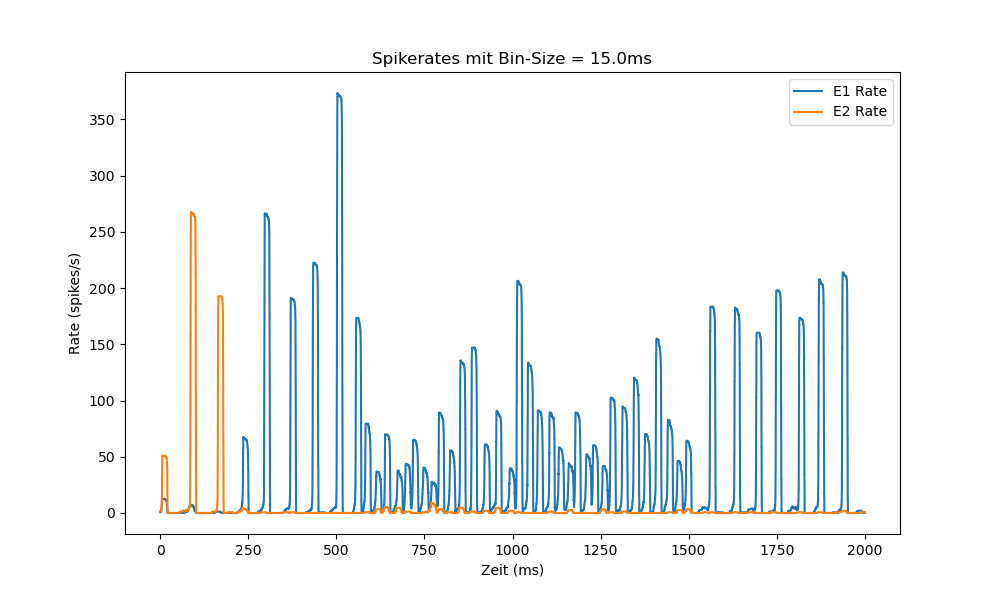 Spikerates mit Bin-Size = 15.0ms
E1 Rate
E2 Rate
Rate (spikes/s)
350
300
250
200
150
100
50
0
0 250 500 750 1000 1250 1500 1750 2000
Zeit (ms)